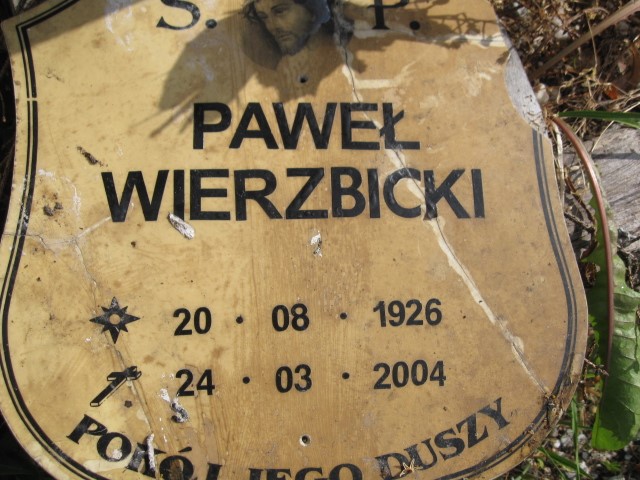 S. P.
PAWEŁ
WIERZBICKI
20 · 08 · 1926
24 · 03 · 2004
POKÓJ JEGO DUSZY